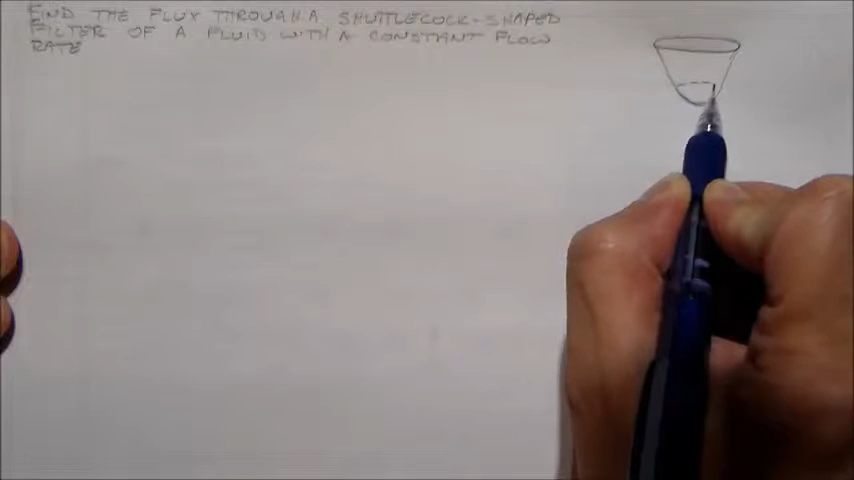 FIND THE FLUX THROUGH A SHUTTLECOCK-SHAPED
FILTER OF A FLUID WITH A CONSTANT FLOW
RATE